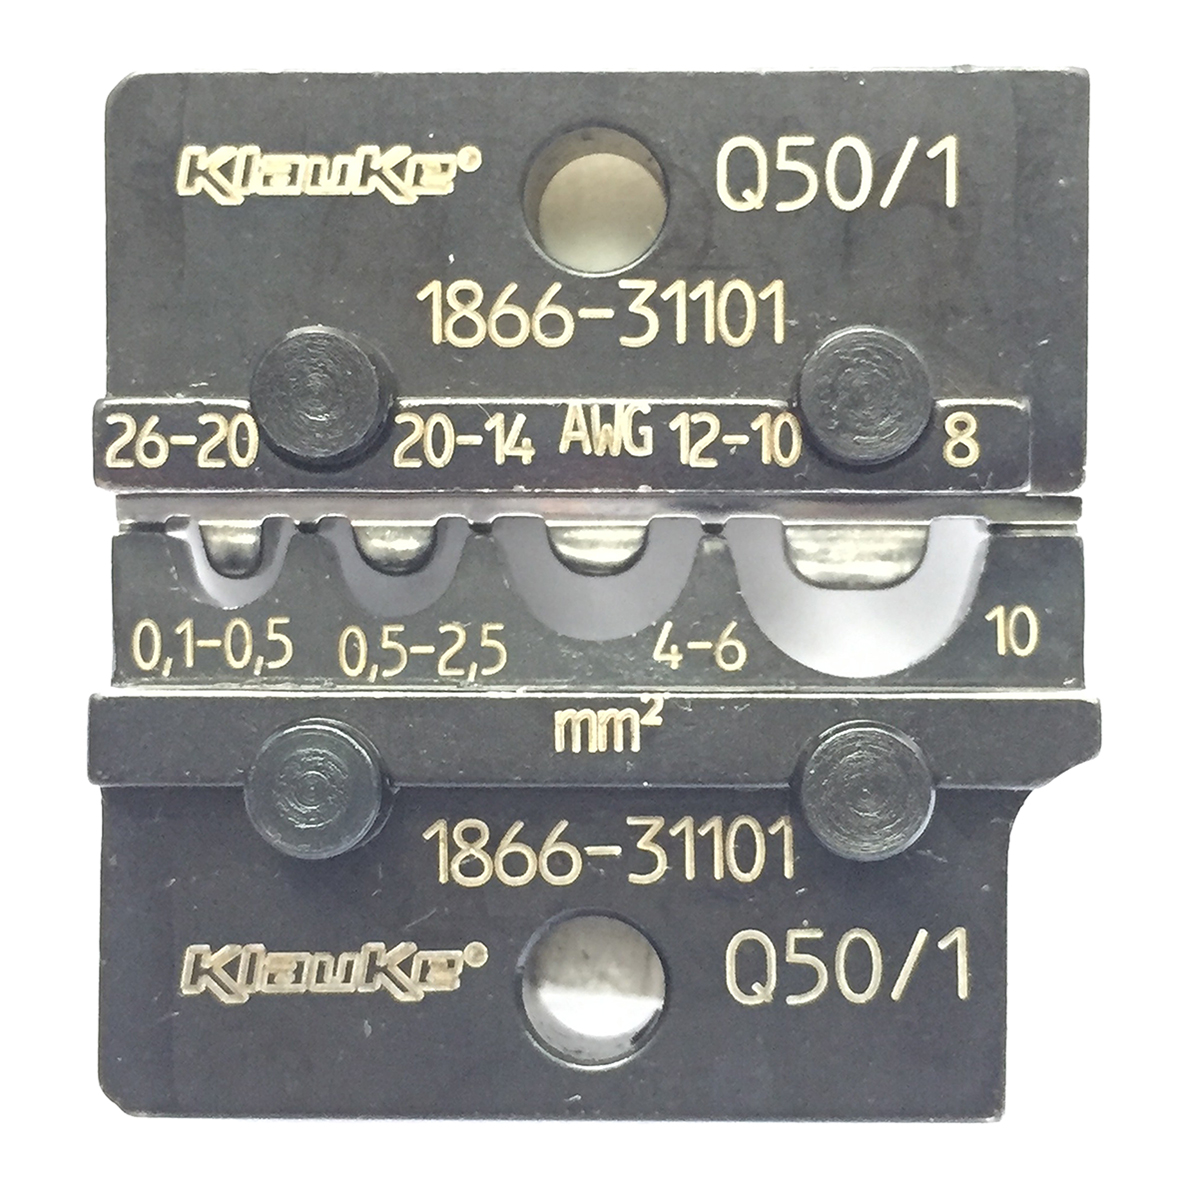 Klauke® Q50/1
1866-31101
26-20 20-14 AWG 12-10 8
0,1-0,5 0,5-2,5 4-6 10
mm²
1866-31101
Klauke® Q50/1